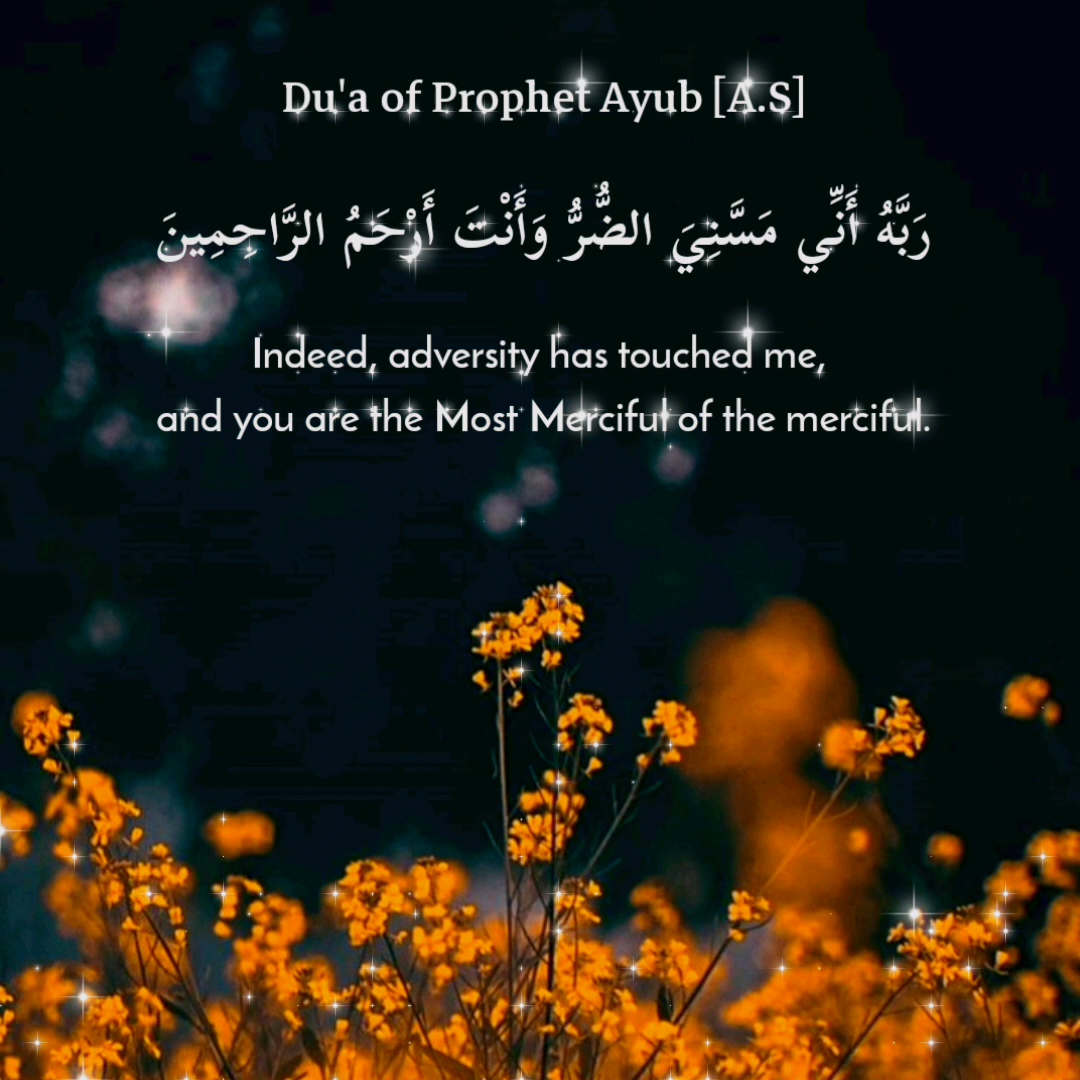 Du'a of Prophet Ayub [A.S]
رَبَّهُ أَنِّي مَسَّنِيَ الضُّرُّ وَأَنْتَ أَرْحَمُ الرَّاحِمِينَ
Indeed, adversity has touched me,
and you are the Most Merciful of the merciful.